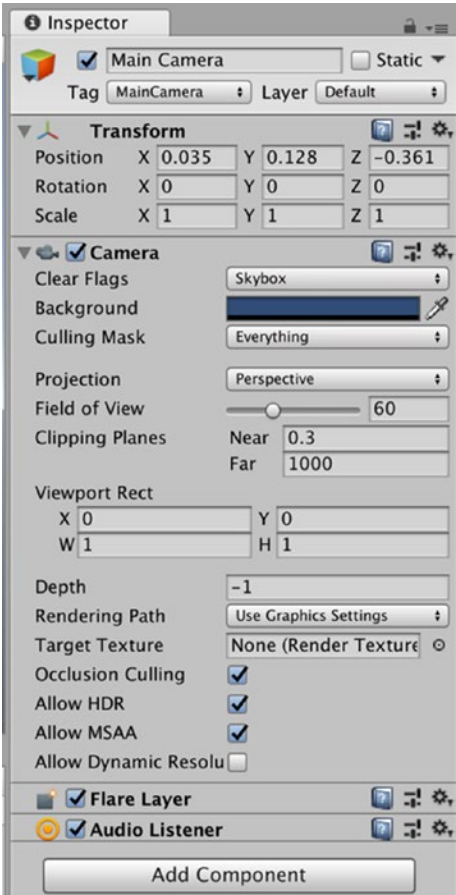 Inspector
Main Camera Static
Tag MainCamera Layer Default
Transform
Position X 0.035 Y 0.128 Z -0.361
Rotation X 0 Y 0 Z 0
Scale X 1 Y 1 Z 1
Camera
Clear Flags Skybox
Background
Culling Mask Everything
Projection Perspective
Field of View 60
Clipping Planes Near 0.3
Far 1000
Viewport Rect
X 0 Y 0
W 1 H 1
Depth -1
Rendering Path Use Graphics Settings
Target Texture None (Render Texture
Occlusion Culling
Allow HDR
Allow MSAA
Allow Dynamic Resolu
Flare Layer
Audio Listener
Add Component